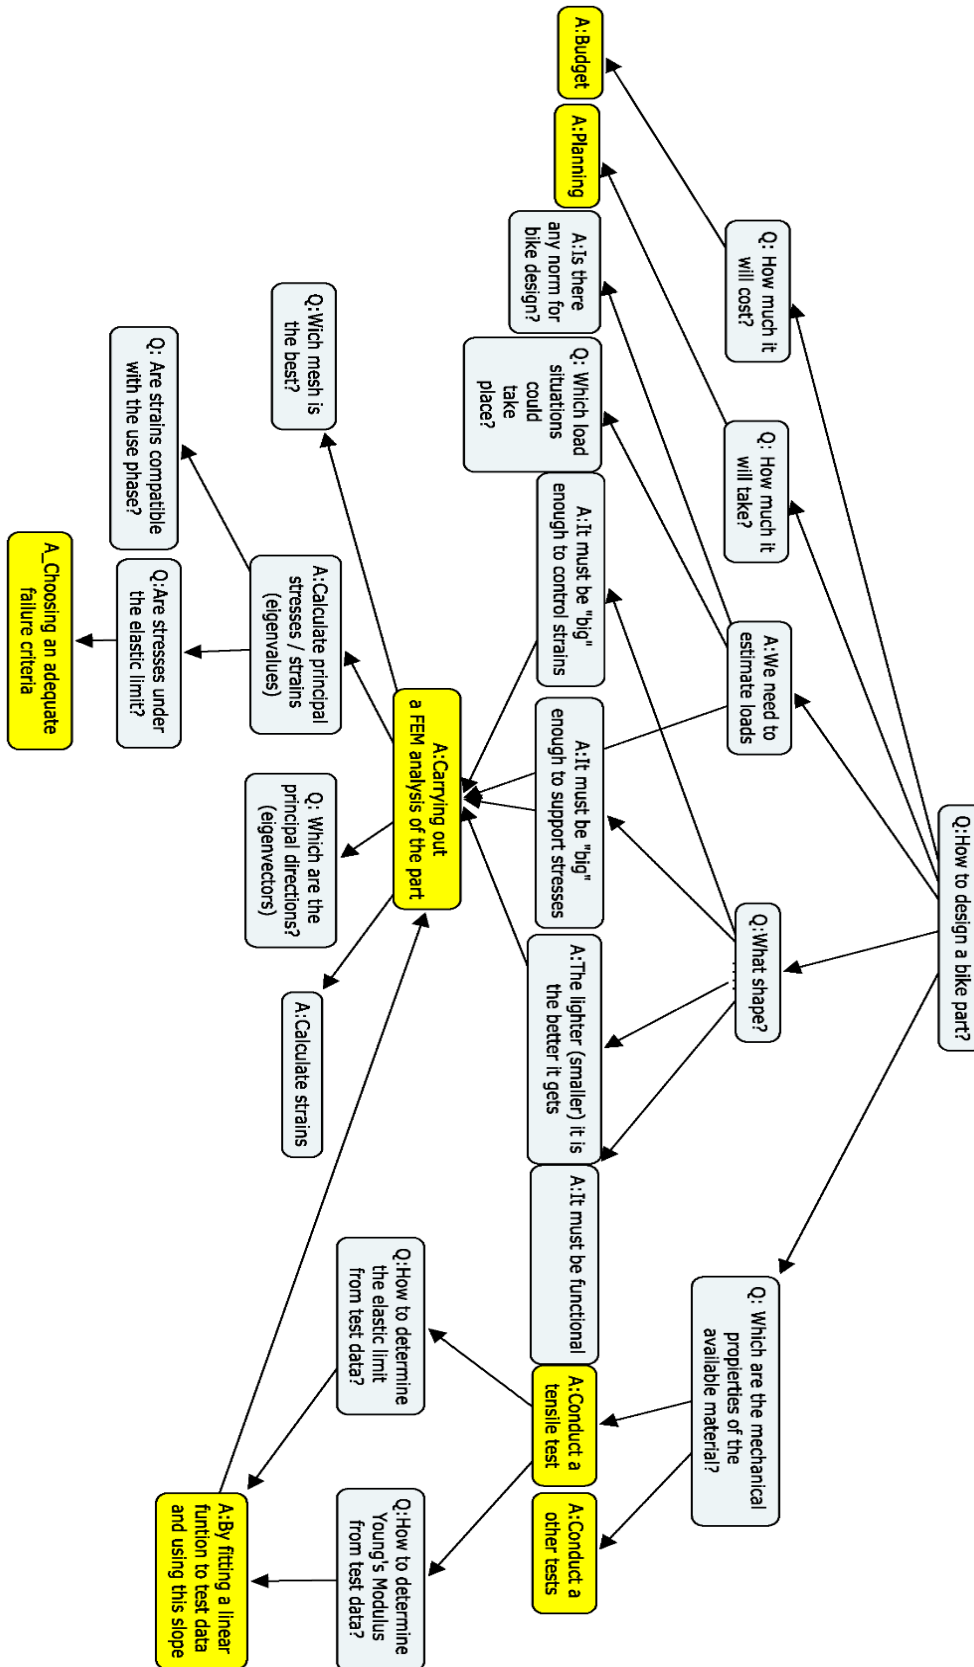 Q:How to design a bike part?
Q: How much it
will cost?
Q: How much it
will take?
A:We need to
estimate loads
Q:What shape?
Q: Which are the mechanical
propierties of the
available material?
A:Budget
A:Planning
A:Is there
any norm for
bike design?
Q: Which load
situations
could
take
place?
A:It must be "big"
enough to control strains
A:It must be "big"
enough to support stresses
A:The lighter (smaller) it is
the better it gets
A:It must be functional
A:Conduct a
tensile test
A:Conduct a
other tests
Q:Wich mesh is
the best?
A:Carrying out
a FEM analysis of the part
Q:How to determine
the elastic limit
from test data?
Q:How to determine
Young's Modulus
from test data?
Q: Are strains compatible
with the use phase?
A:Calculate principal
stresses / strains
(eigenvalues)
Q: Which are the
principal directions?
(eigenvectors)
A:Calculate strains
Q:Are stresses under
the elastic limit?
A:By fitting a linear
funtion to test data
and using this slope
A_Choosing an adequate
failure criteria